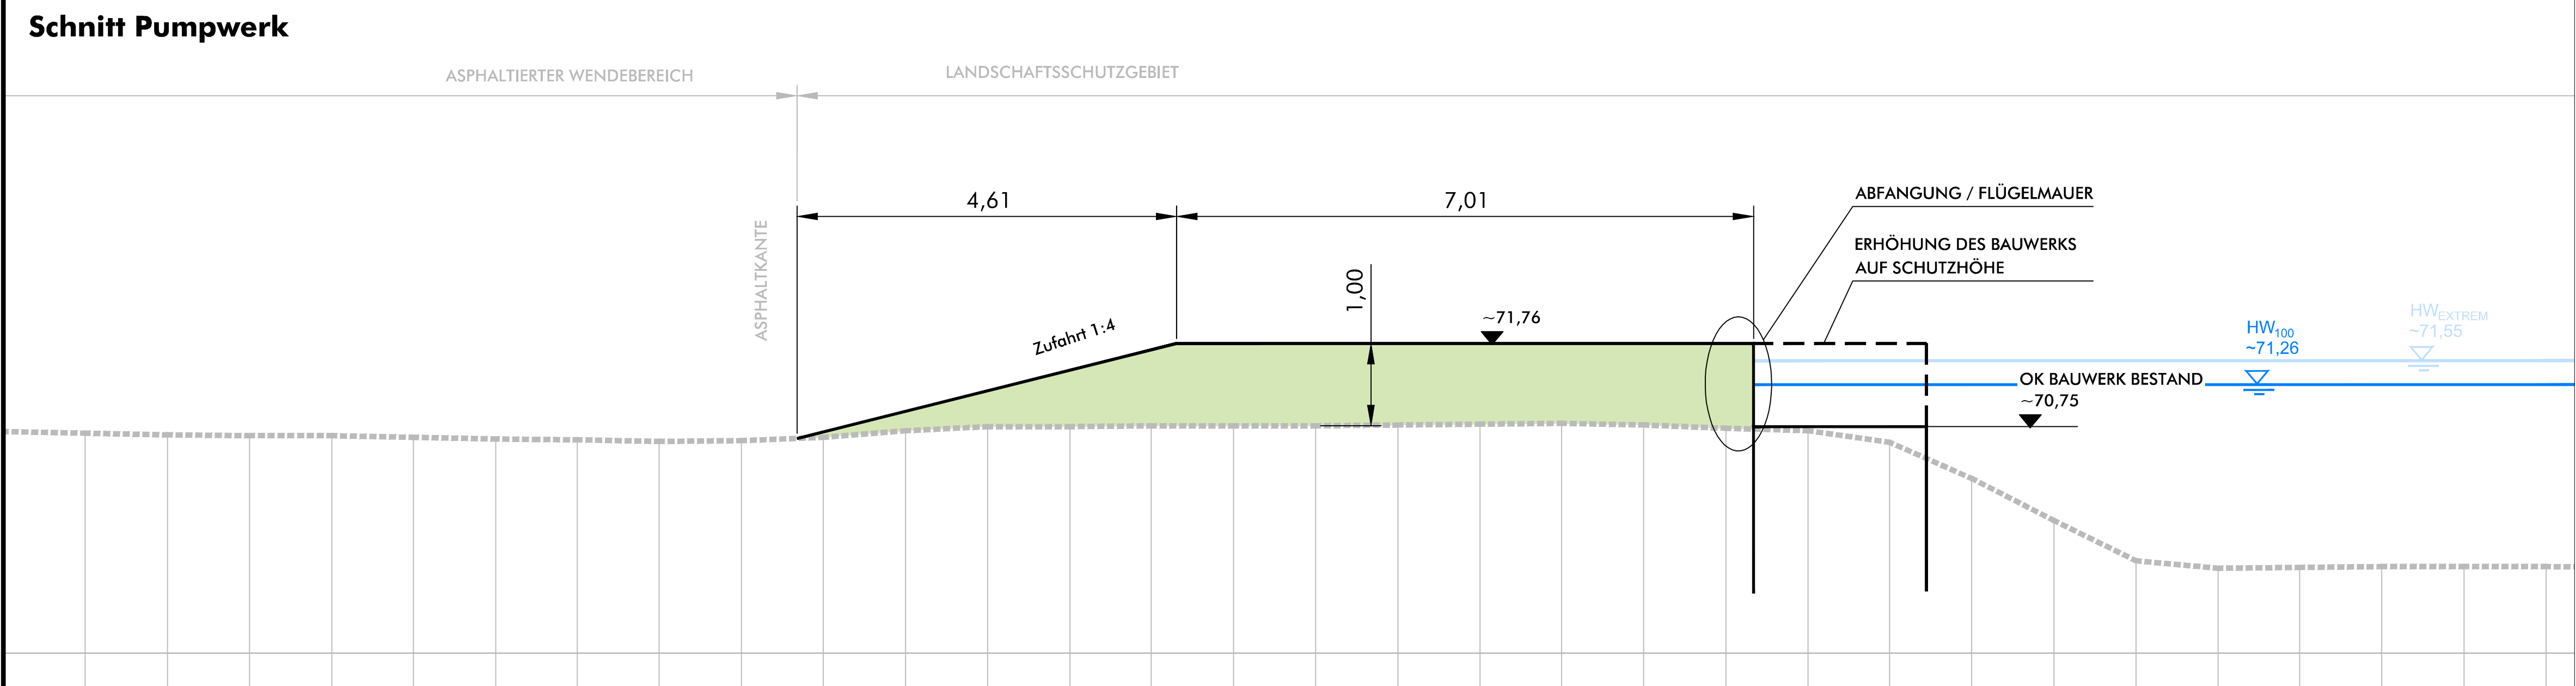 Schnitt Pumpwerk
ASPHALTIERTER WENDEBEREICH
LANDSCHAFTSSCHUTZGEBIET
ASPHALTKANTE
4,61
7,01
ABFANGUNG / FLÜGELMAUER
ERHÖHUNG DES BAUWERKS
AUF SCHUTZHÖHE
Zufahrt 1:4
1,00
~71,76
HW100
~71,26
HWEXTREM
~71,55
OK BAUWERK BESTAND
~70,75